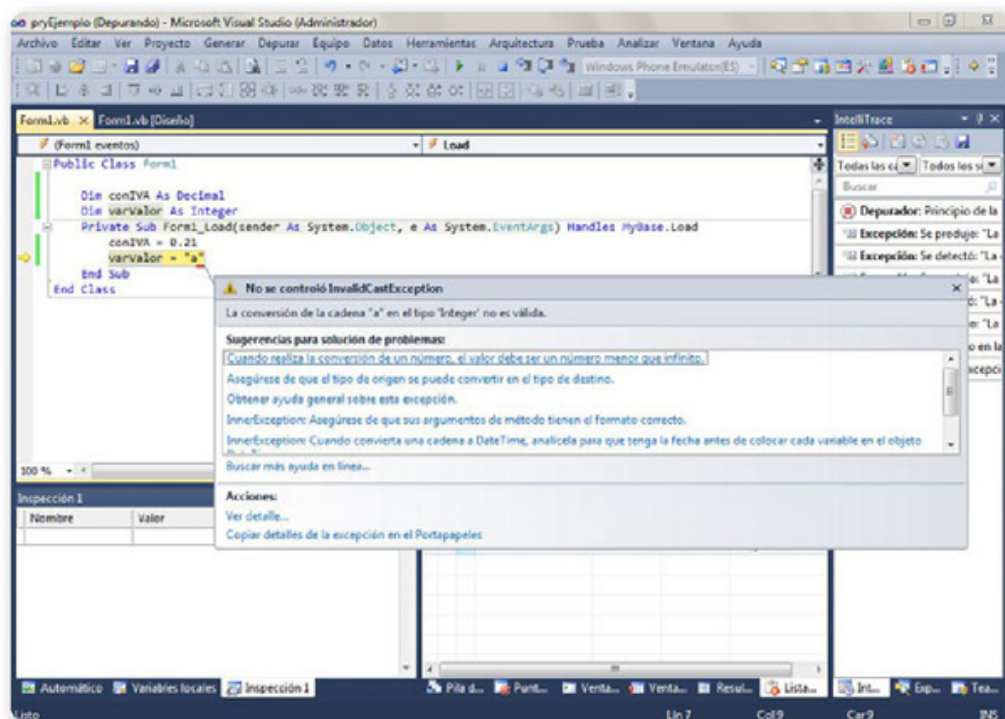 pryEjemplo (Depurando) - Microsoft Visual Studio (Administrador)
Archivo Editar Ver Proyecto Generar Depurar Equipo Datos Herramientas Arquitectura Prueba Analizar Ventana Ayuda
Windows Phone Emulator(ES)
Form1.vb Form1.vb [Diseño]
(Form1 eventos) Load
Public Class Form1
Dim conIVA As Decimal
Dim varValor As Integer
Private Sub Form1_Load(sender As System.Object, e As System.EventArgs) Handles MyBase.Load
conIVA = 0.21
varValor = "a"
End Sub
End Class
No se controló InvalidCastException
La conversión de la cadena "a" en el tipo 'Integer' no es válida.
Sugerencias para solución de problemas:
Cuando realiza la conversión de un número, el valor debe ser un número menor que infinito.
Asegúrese de que el tipo de origen se puede convertir en el tipo de destino.
Obtener ayuda general sobre esta excepción.
InnerException: Asegúrese de que sus argumentos de método tienen el formato correcto.
InnerException: Cuando convierta una cadena a DateTime, analícela para que tenga la fecha antes de colocar cada variable en el objeto
Buscar más ayuda en línea...
Acciones:
Ver detalle...
Copiar detalles de la excepción en el Portapapeles
IntelliTrace
Todas las ca Todos los s
Buscar
Depurador: Principio de la
Excepción: Se produjo: "La
Excepción: Se detectó: "La
100 %
Inspección 1
Nombre Valor
Automático Variables locales Inspección 1
Pila d... Punt... Venta... Venta... Resul... Lista...
Int... Exp... Tea...
Listo Lín 7 Col 9 Car 9 INS